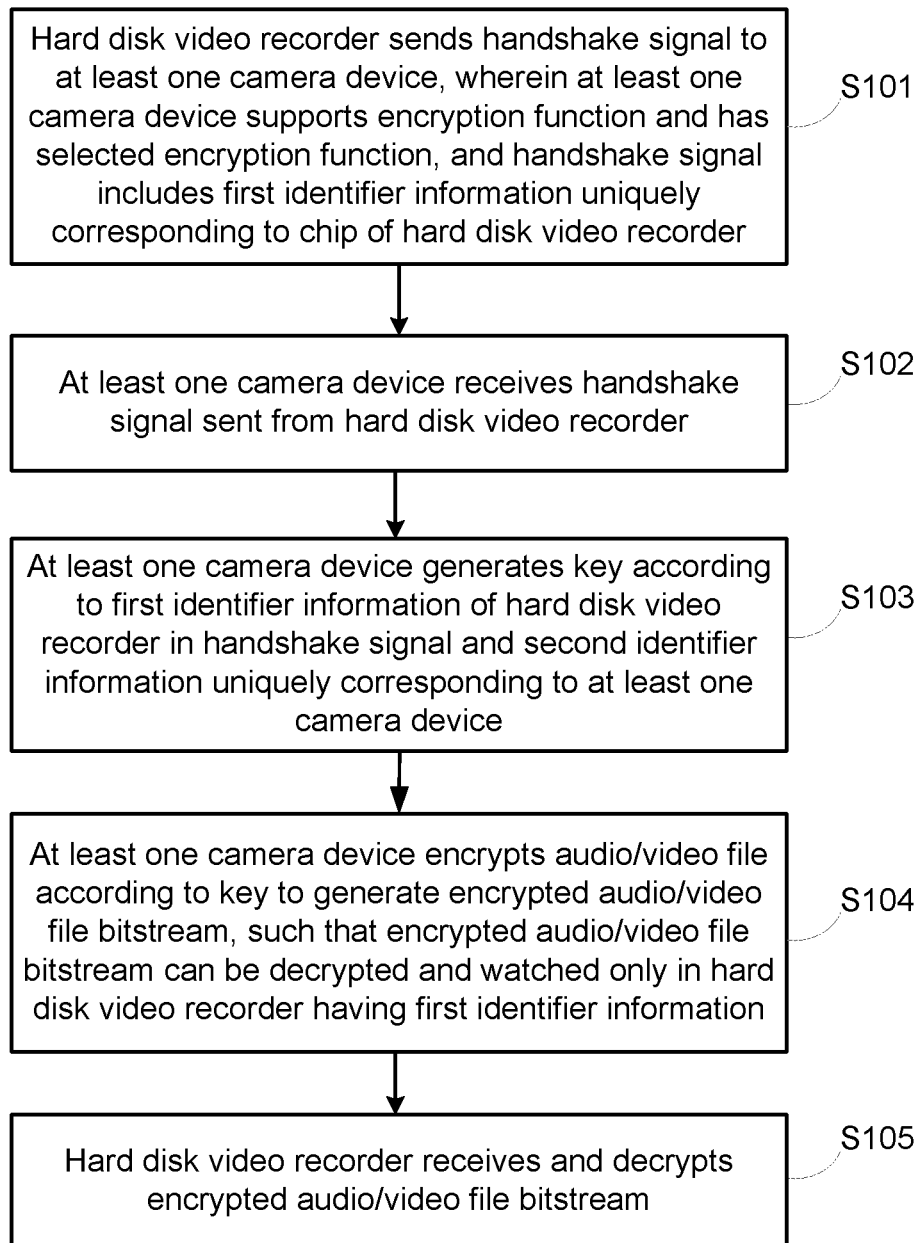 Hard disk video recorder sends handshake signal to
at least one camera device, wherein at least one
camera device supports encryption function and has
selected encryption function, and handshake signal
includes first identifier information uniquely
corresponding to chip of hard disk video recorder
S101
At least one camera device receives handshake
signal sent from hard disk video recorder
S102
At least one camera device generates key according
to first identifier information of hard disk video
recorder in handshake signal and second identifier
information uniquely corresponding to at least one
camera device
S103
At least one camera device encrypts audio/video file
according to key to generate encrypted audio/video
file bitstream, such that encrypted audio/video file
bitstream can be decrypted and watched only in hard
disk video recorder having first identifier information
S104
Hard disk video recorder receives and decrypts
encrypted audio/video file bitstream
S105